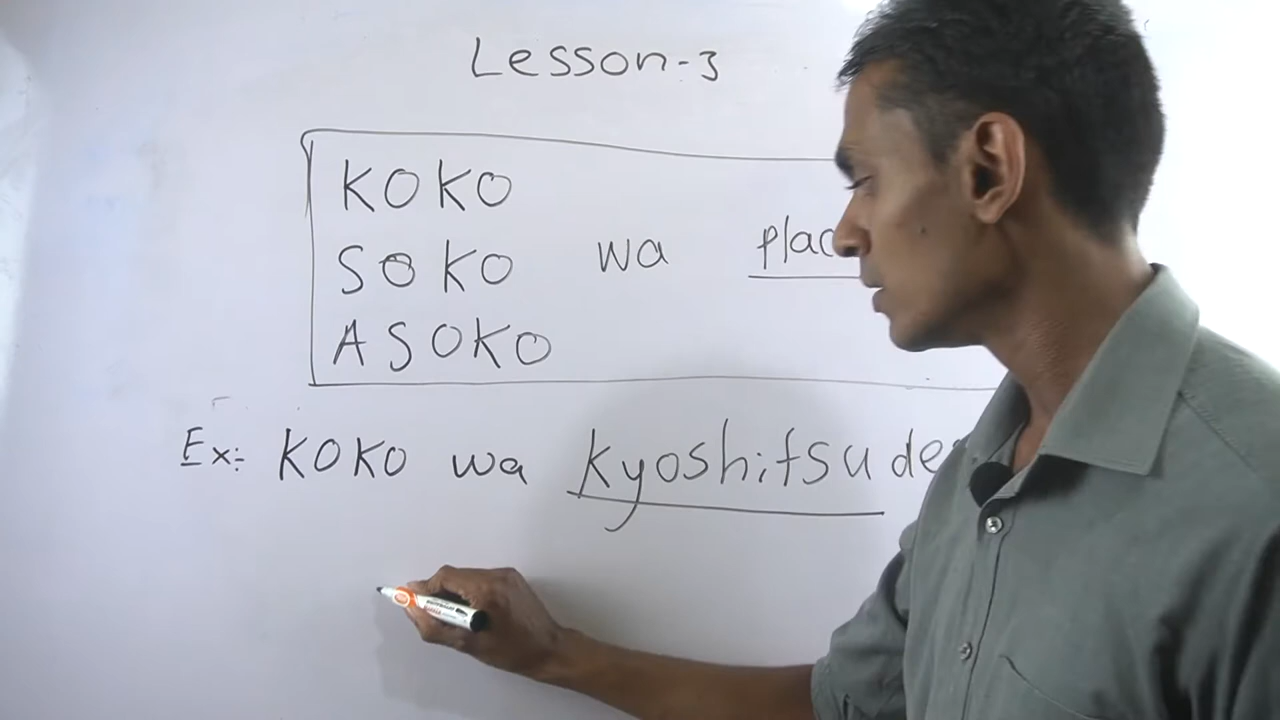 Lesson-3
KOKO
SOKO wa plac
ASOKO
Ex:- KOKO wa Kyoshitsu de